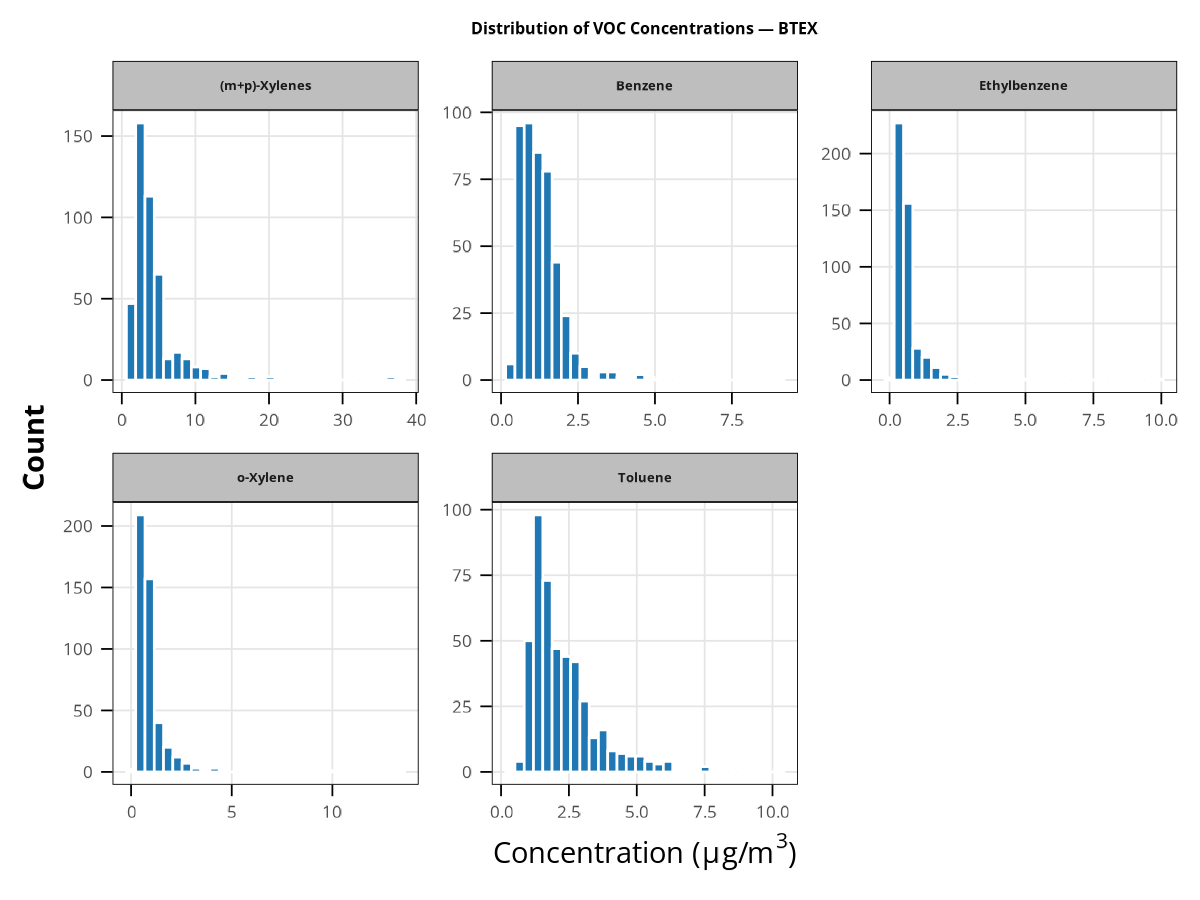 Distribution of VOC Concentrations — BTEX
(m+p)-Xylenes
Benzene
Ethylbenzene
150
100
50
0
0 10 20 30 40
100
75
50
25
0
0.0 2.5 5.0 7.5
200
150
100
50
0
0.0 2.5 5.0 7.5 10.0
Count
o-Xylene
Toluene
200
150
100
50
0
0 5 10
100
75
50
25
0
0.0 2.5 5.0 7.5 10.0
Concentration (μg/m³)